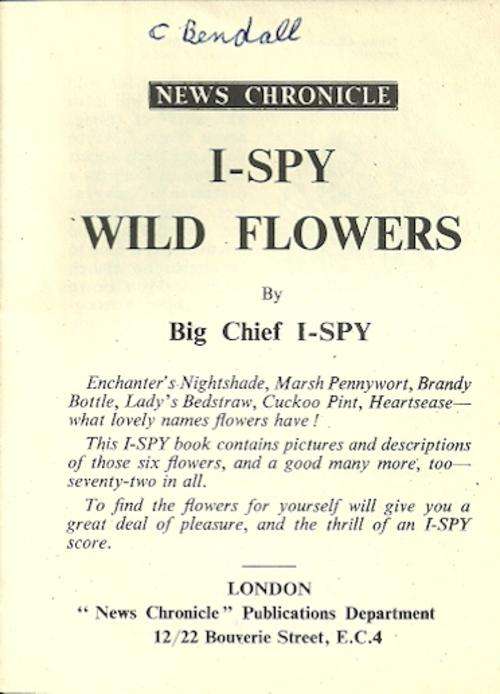 C Bendall
NEWS CHRONICLE
I-SPY
WILD FLOWERS
By
Big Chief I-SPY
Enchanter's Nightshade, Marsh Pennywort, Brandy
Bottle, Lady's Bedstraw, Cuckoo Pint, Heartsease—
what lovely names flowers have !
This I-SPY book contains pictures and descriptions
of those six flowers, and a good many more, too—
seventy-two in all.
To find the flowers for yourself will give you a
great deal of pleasure, and the thrill of an I-SPY
score.
LONDON
“ News Chronicle ” Publications Department
12/22 Bouverie Street, E.C.4